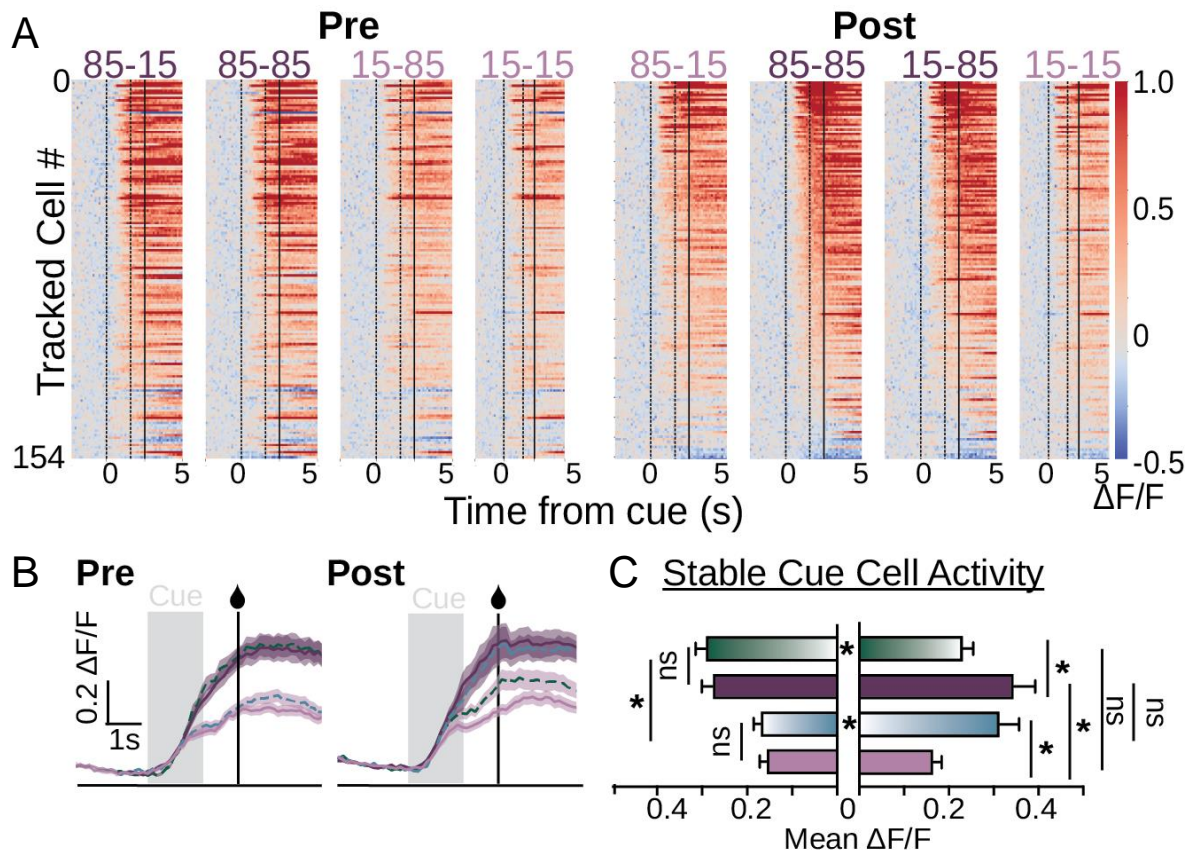 A
Pre
Post
85-15 85-85 15-85 15-15 85-15 85-85 15-85 15-15
0
154
Tracked Cell #
1.0
0.5
0
-0.5
ΔF/F
0 5 0 5 0 5 0 5 0 5 0 5 0 5 0 5
Time from cue (s)
B
Pre
Post
Cue
Cue
0.2 ΔF/F
1s
C
Stable Cue Cell Activity
* ns ns * * * * * ns ns
0.4 0.2 0 0.2 0.4
Mean ΔF/F